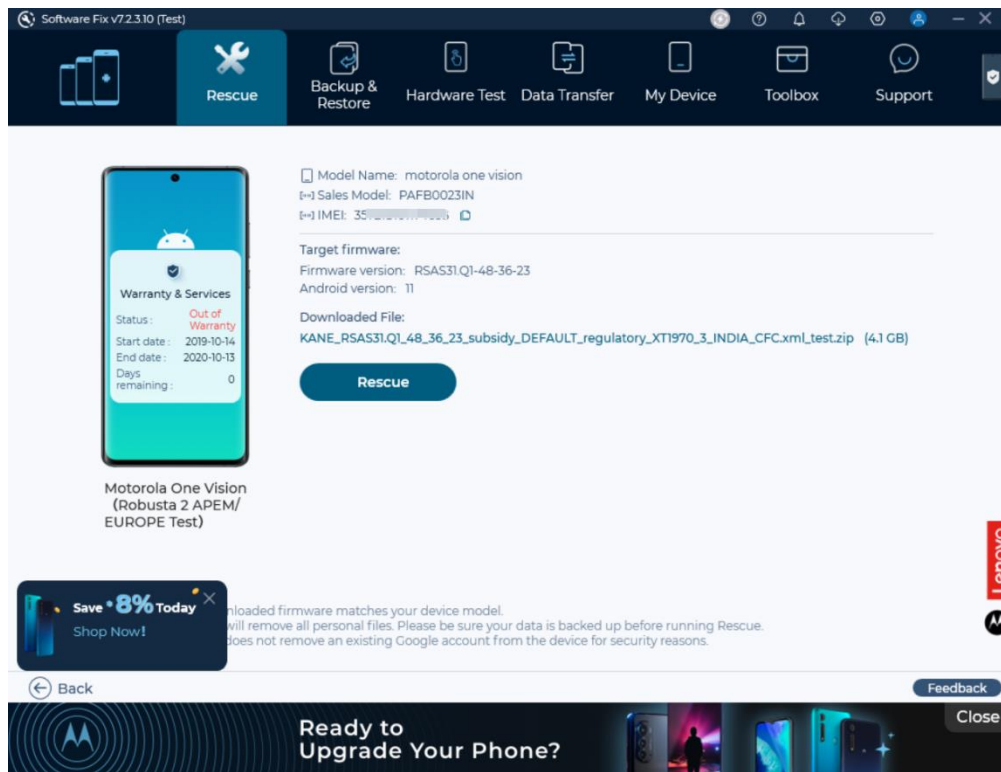 Software Fix v7.2.3.10 (Test)
Rescue
Backup &
Restore
Hardware Test
Data Transfer
My Device
Toolbox
Support
Model Name: motorola one vision
Sales Model: PAFB0023IN
IMEI: 35
Target firmware:
Firmware version: RSAS31.Q1-48-36-23
Android version: 11
Downloaded File:
KANE_RSAS31.Q1_48_36_23_subsidy_DEFAULT_regulatory_XT1970_3_INDIA_CFC.xml_test.zip (4.1 GB)
Rescue
Warranty & Services
Status: Out of
Warranty
Start date: 2019-10-14
End date: 2020-10-13
Days
remaining: 0
Motorola One Vision
(Robusta 2 APEM/
EUROPE Test)
Lenovo
Save 8% Today
Shop Now!
nloaded firmware matches your device model.
will remove all personal files. Please be sure your data is backed up before running Rescue.
does not remove an existing Google account from the device for security reasons.
Back
Feedback
Ready to
Upgrade Your Phone?
Close